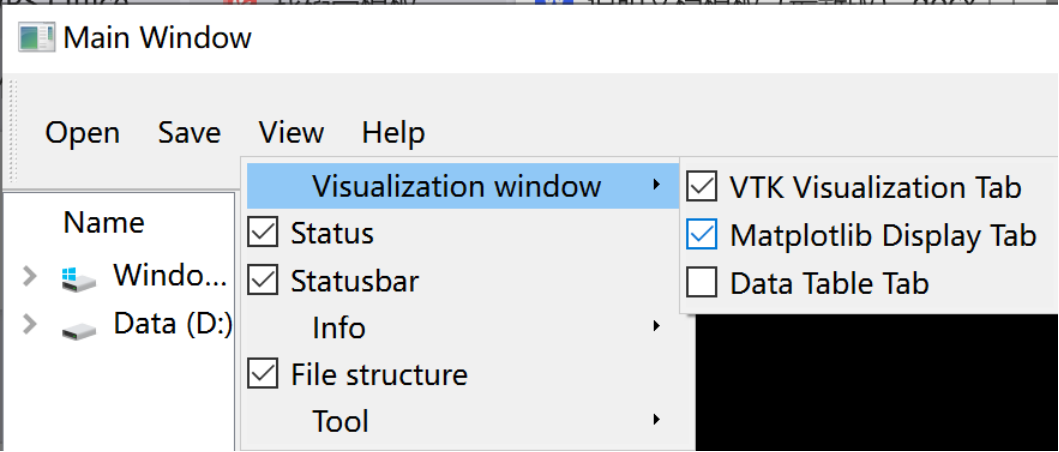 Main Window
Open Save View Help
Name
Windo...
Data (D:)
Visualization window
Status
Statusbar
Info
File structure
Tool
VTK Visualization Tab
Matplotlib Display Tab
Data Table Tab